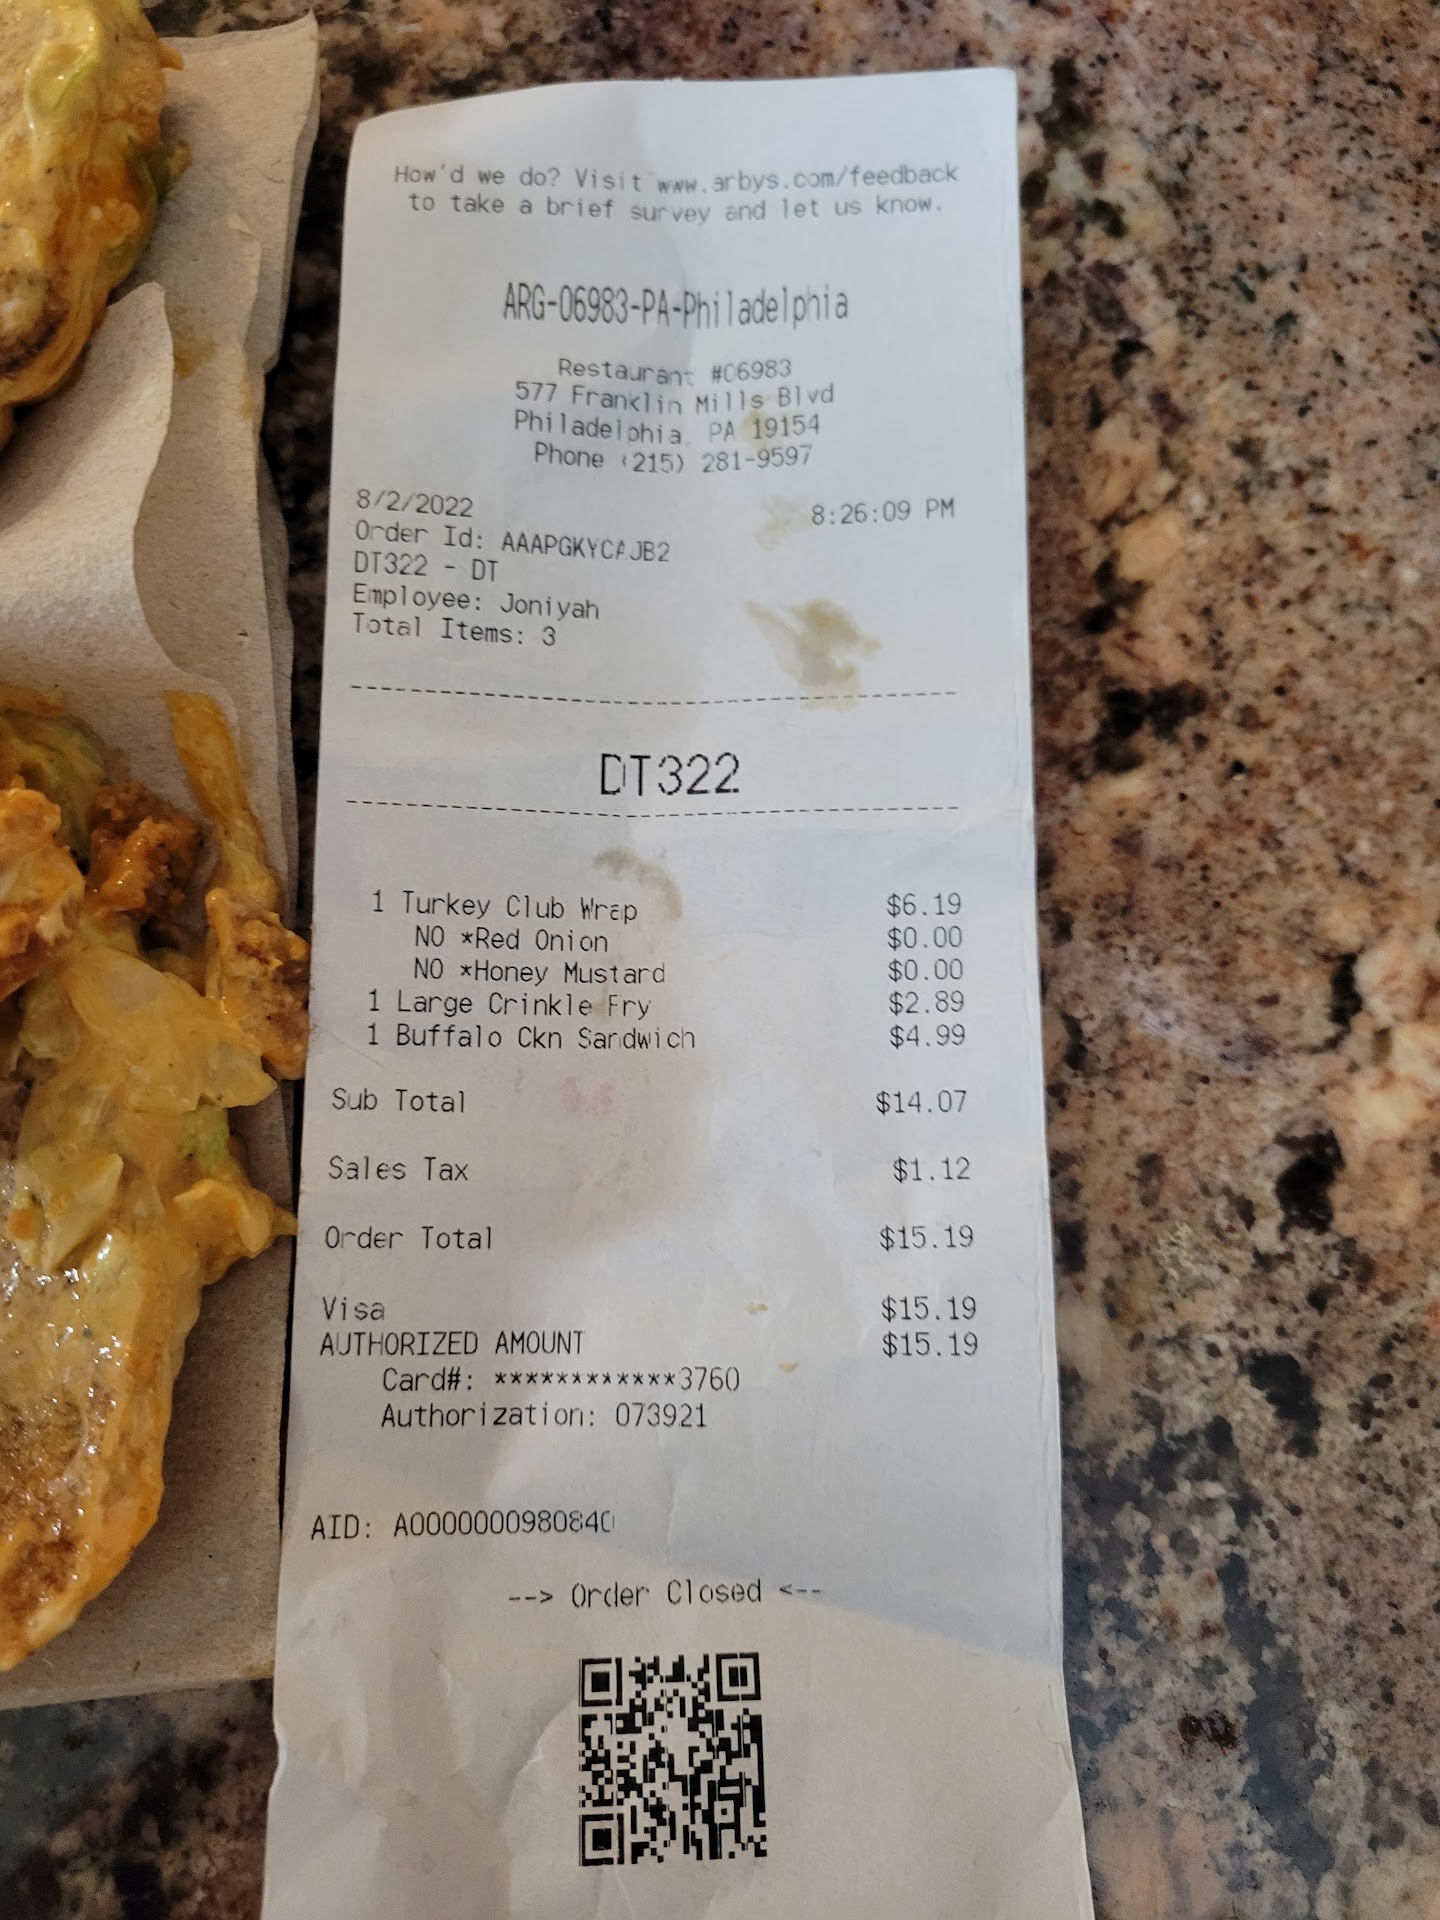 How'd we do? Visit www.arbys.com/feedback
to take a brief survey and let us know.
ARG-06983-PA-Philadelphia
Restaurant #06983
577 Franklin Mills Blvd
Philadelphia, PA 19154
Phone (215) 281-9597
8/2/2022 8:26:09 PM
Order Id: AAAPGKYCAJB2
DT322 - DT
Employee: Joniyah
Total Items: 3
DT322
1 Turkey Club Wrap $6.19
NO *Red Onion $0.00
NO *Honey Mustard $0.00
1 Large Crinkle Fry $2.89
1 Buffalo Ckn Sandwich $4.99
Sub Total $14.07
Sales Tax $1.12
Order Total $15.19
Visa $15.19
AUTHORIZED AMOUNT $15.19
Card#: ************3760
Authorization: 073921
AID: A0000000980840
--> Order Closed <--